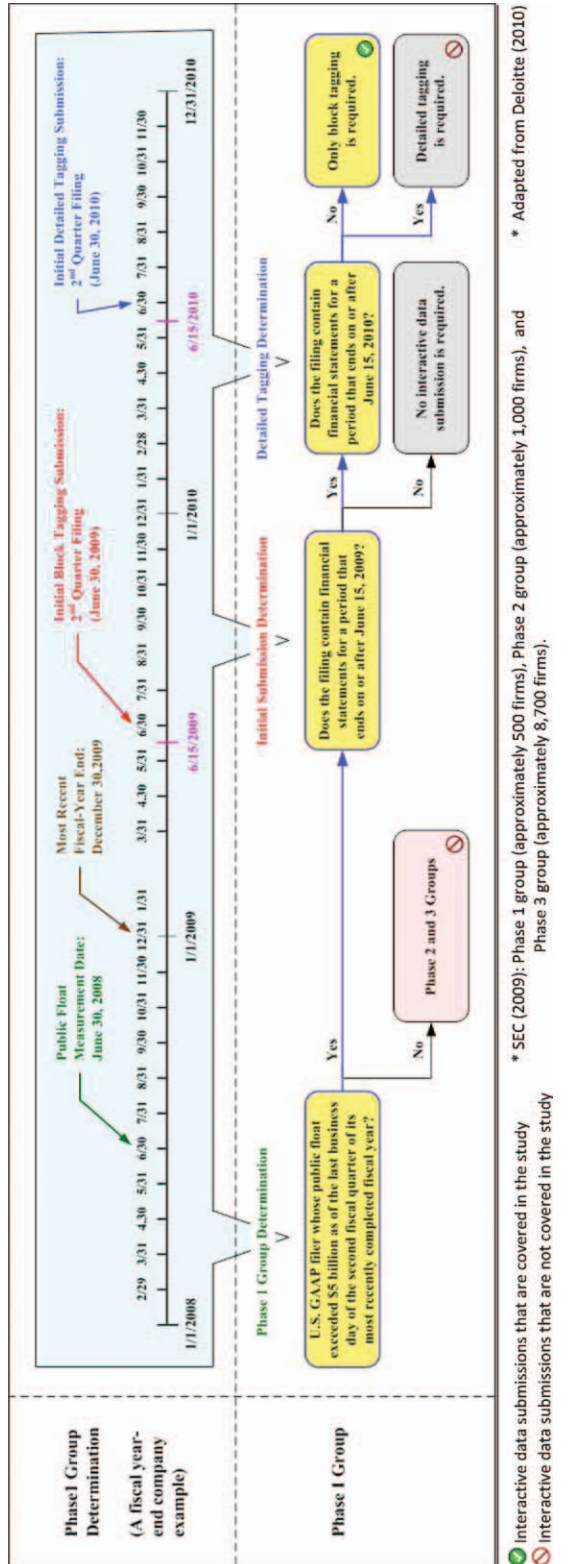 Phase1 Group
Determination
(A fiscal year-
end company
example)
Public Float
Measurement Date:
June 30, 2008
Most Recent
Fiscal-Year End:
December 30,2009
Initial Block Tagging Submission:
2nd Quarter Filing
(June 30, 2009)
Initial Detailed Tagging Submission:
2nd Quarter Filing
(June 30, 2010)
2/29 3/31 4.30 5/31 6/30 7/31 8/31 9/30 10/31 11/30 12/31 1/31 3/31 4.30 5/31 6/30 7/31 8/31 9/30 10/31 11/30 12/31 1/31 2/28 3/31 4.30 5/31 6/30 7/31 8/31 9/30 10/31 11/30
1/1/2008 1/1/2009 6/15/2009 1/1/2010 6/15/2010 12/31/2010
Phase 1 Group
Phase 1 Group Determination
Initial Submission Determination
Detailed Tagging Determination
U.S. GAAP filer whose public float
exceeded $5 billion as of the last business
day of the second fiscal quarter of its
most recently completed fiscal year?
Yes
No
Phase 2 and 3 Groups
Does the filing contain financial
statements for a period that
ends on or after June 15, 2009?
Yes
No
No interactive data
submission is required.
Does the filing contain
financial statements for a
period that ends on or after
June 15, 2010?
No
Yes
Only block tagging
is required.
Detailed tagging
is required.
Interactive data submissions that are covered in the study
Interactive data submissions that are not covered in the study
* SEC (2009): Phase 1 group (approximately 500 firms), Phase 2 group (approximately 1,000 firms), and
Phase 3 group (approximately 8,700 firms).
* Adapted from Deloitte (2010)